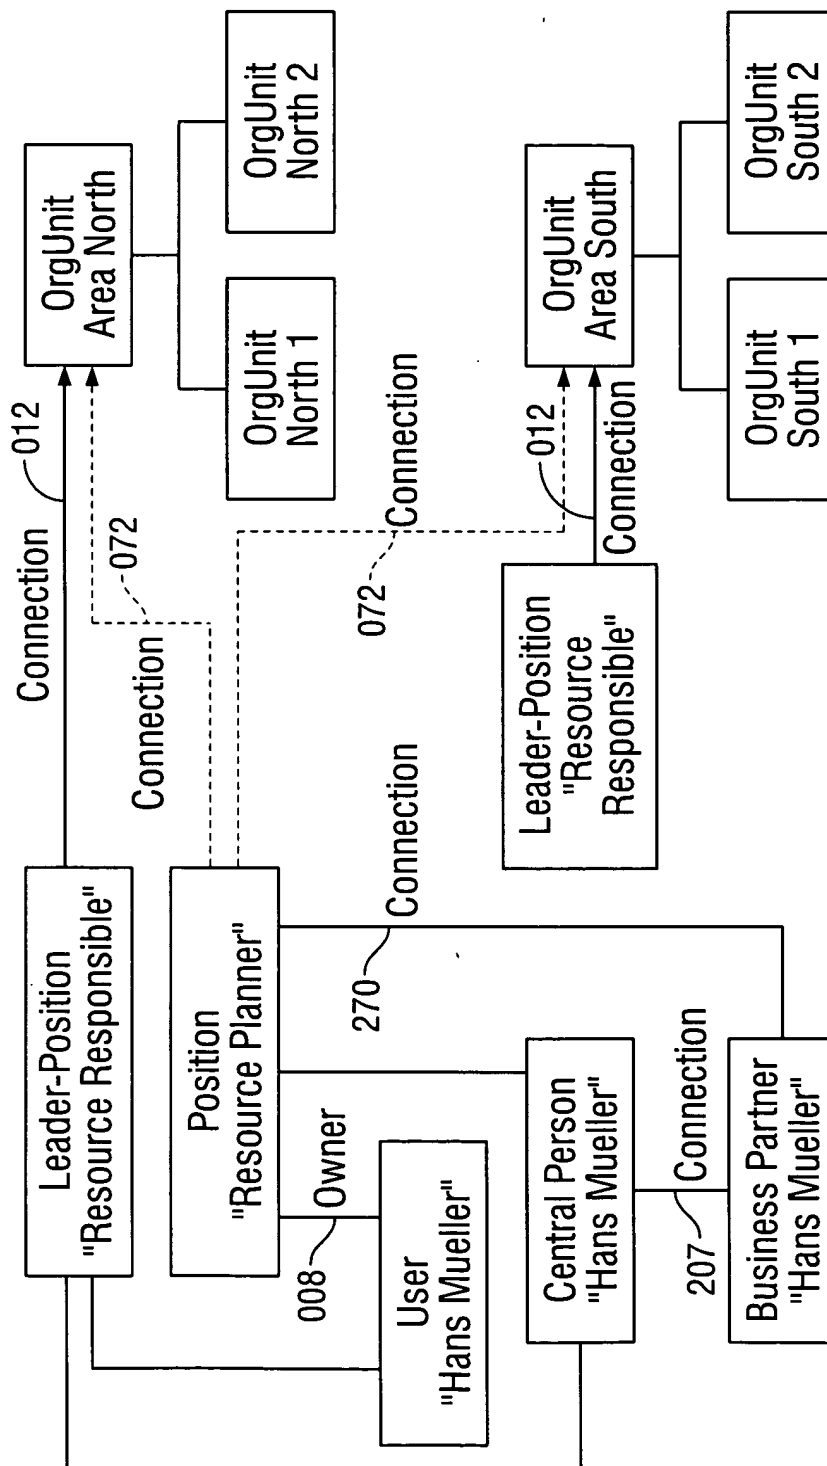 Leader-Position
"Resource Responsible"
Connection
012
OrgUnit
Area North
Position
"Resource Planner"
Connection
072
OrgUnit
North 1
OrgUnit
North 2
008
Owner
User
"Hans Mueller"
270
Connection
072
Connection
Central Person
"Hans Mueller"
Leader-Position
"Resource
Responsible"
012
Connection
OrgUnit
Area South
207
Connection
Business Partner
"Hans Mueller"
OrgUnit
South 1
OrgUnit
South 2